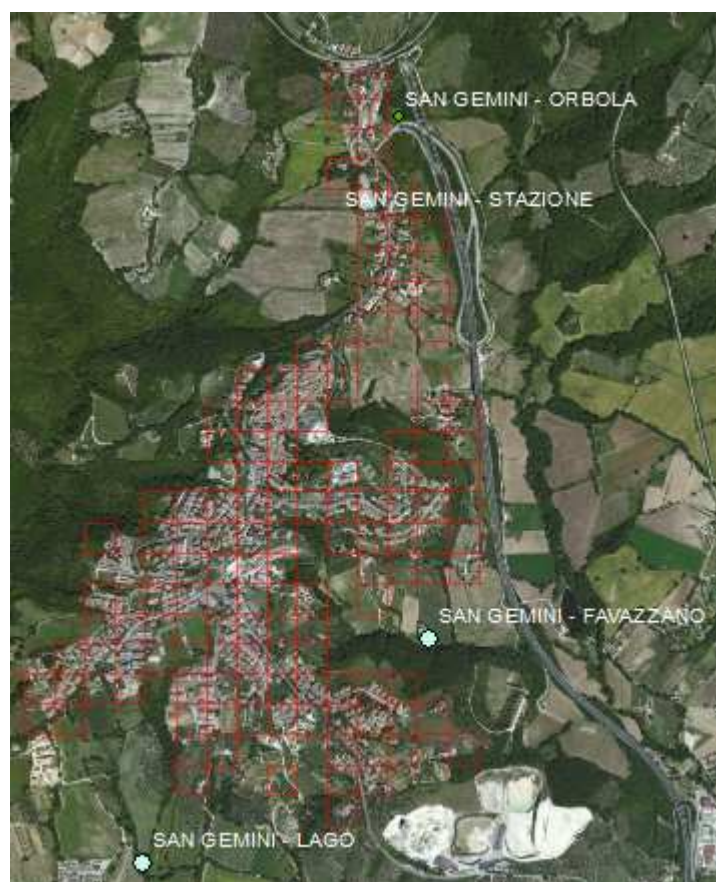 SAN GEMINI - ORBOLA
SAN GEMINI - STAZIONE
SAN GEMINI - FAVAZZANO
SAN GEMINI - LAGO